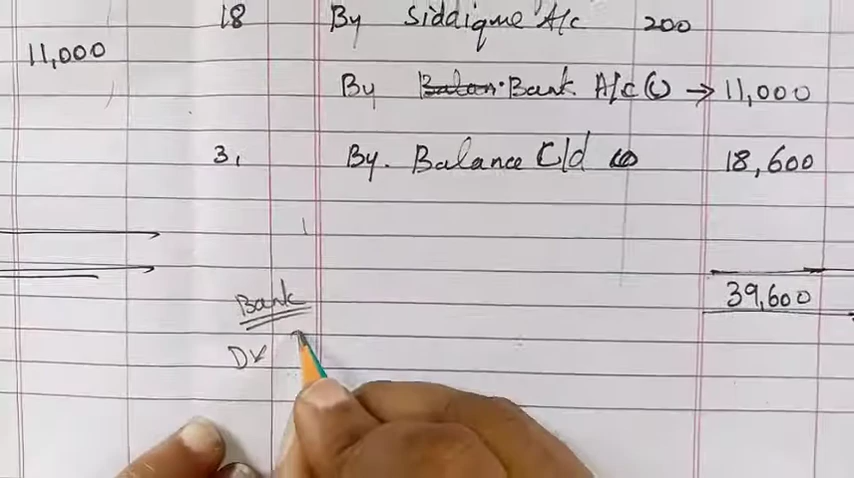 18 By Siddique A/c 200
11,000
By Bank A/c (c) → 11,000
31 By. Balance C/d 18,600
39,600
Bank
Dr